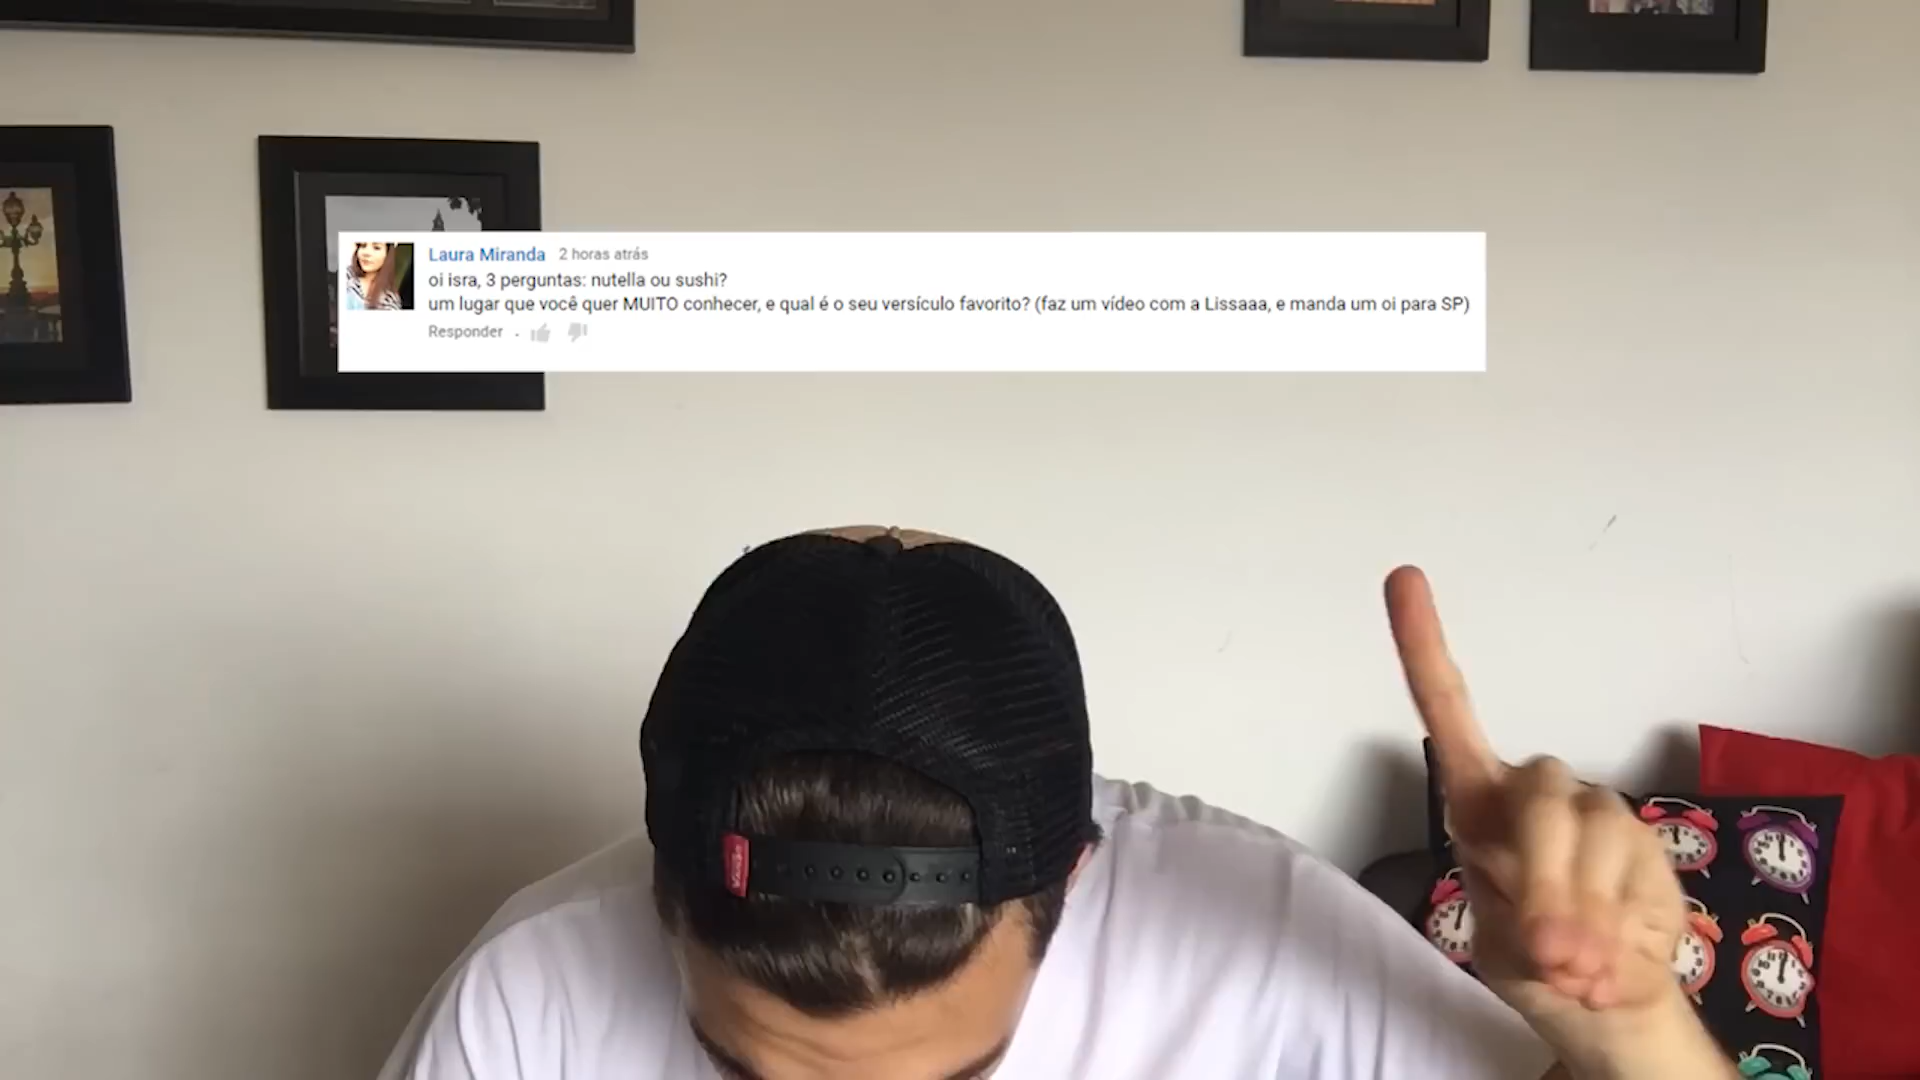 Laura Miranda 2 horas atrás
oi isra, 3 perguntas: nutella ou sushi?
um lugar que você quer MUITO conhecer, e qual é o seu versículo favorito? (faz um vídeo com a Lissaaa, e manda um oi para SP)
Responder .